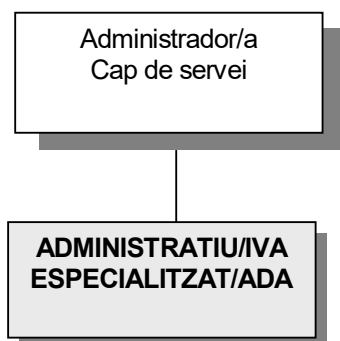 Administrador/a
Cap de servei
ADMINISTRATIU/IVA
ESPECIALITZAT/ADA